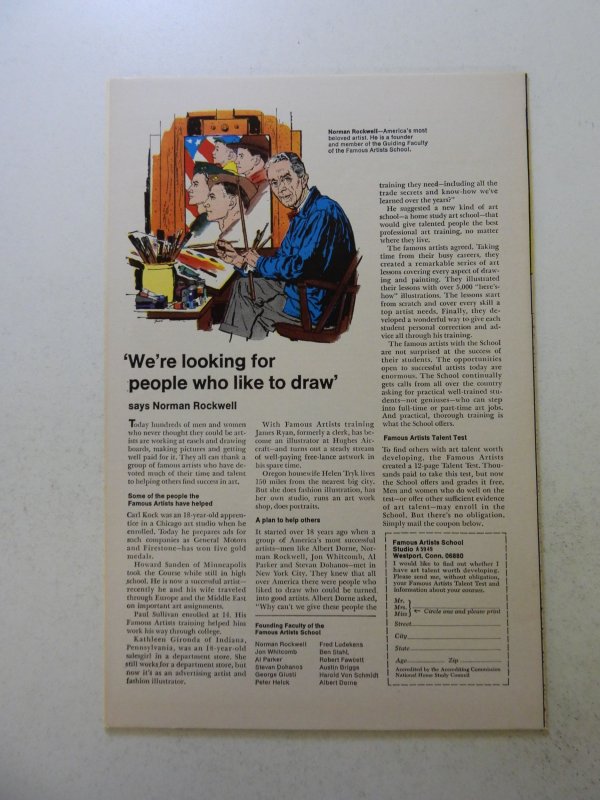 Norman Rockwell—America's most
beloved artist. He is a founder
and member of the Guiding Faculty
of the Famous Artists School.
'We're looking for
people who like to draw'
says Norman Rockwell
Today hundreds of men and women
who never thought they could be art-
ists are working at easels and drawing
boards, making pictures and getting
well paid for it. They all can thank a
group of famous artists who have de-
voted much of their time and talent
to helping others find success in art.
Some of the people the
Famous Artists have helped
Carl Kock was an 18-year-old appren-
tice in a Chicago art studio when he
enrolled. Today he prepares ads for
such companies as General Motors
and Firestone—has won five gold
medals.
Howard Sanden of Minneapolis
took the Course while still in high
school. He is now a successful artist—
recently he and his wife traveled
through Europe and the Middle East
on important art assignments.
Paul Sullivan enrolled at 14. His
Famous Artists training helped him
work his way through college.
Kathleen Gironda of Indiana,
Pennsylvania, was an 18-year-old
salesgirl in a department store. She
still works for a department store, but
now it's as an advertising artist and
fashion illustrator.
With Famous Artists training
James Ryan, formerly a clerk, has be-
come an illustrator at Hughes Air-
craft—and turns out a steady stream
of well-paying free-lance artwork in
his spare time.
Oregon housewife Helen Tryk lives
150 miles from the nearest big city.
But she does fashion illustration, has
her own studio, runs an art work
shop, does portraits.
A plan to help others
It started over 18 years ago when a
group of America's most successful
artists—men like Albert Dorne, Nor-
man Rockwell, Jon Whitcomb, Al
Parker and Stevan Dohanos—met in
New York City. They knew that all
over America there were people who
liked to draw who could be turned
into good artists. Albert Dorne asked,
"Why can't we give these people the
Founding Faculty of the
Famous Artists School
Norman Rockwell
Jon Whitcomb
Al Parker
Stevan Dohanos
George Giusti
Peter Helck
Fred Ludekens
Ben Stahl
Robert Fawcett
Austin Briggs
Harold Von Schmidt
Albert Dorne
training they need—including all the
trade secrets and know-how we've
learned over the years?"
He suggested a new kind of art
school—a home study art school—that
would give talented people the best
professional art training, no matter
where they live.
The famous artists agreed. Taking
time from their busy careers, they
created a remarkable series of art
lessons covering every aspect of draw-
ing and painting. They illustrated
their lessons with over 5,000 "here's-
how" illustrations. The lessons start
from scratch and cover every skill a
top artist needs. Finally, they de-
veloped a wonderful way to give each
student personal correction and ad-
vice all through his training.
The famous artists with the School
are not surprised at the success of
their students. The opportunities
open to successful artists today are
enormous. The School continually
gets calls from all over the country
asking for practical well-trained stu-
dents—not geniuses—who can step
into full-time or part-time art jobs.
And practical, thorough training is
what the School offers.
Famous Artists Talent Test
To find others with art talent worth
developing, the Famous Artists
created a 12-page Talent Test. Thou-
sands paid to take this test, but now
the School offers and grades it free.
Men and women who do well on the
test—or offer other sufficient evidence
of art talent—may enroll in the
School. But there's no obligation.
Simply mail the coupon below.
Famous Artists School
Studio A 5949
Westport, Conn. 06880
I would like to find out whether I
have art talent worth developing.
Please send me, without obligation,
your Famous Artists Talent Test and
information about your courses.
Mr.
Mrs.
Miss
Circle one and please print
Street
City
State
Age Zip
Accredited by the Accrediting Commission
National Home Study Council